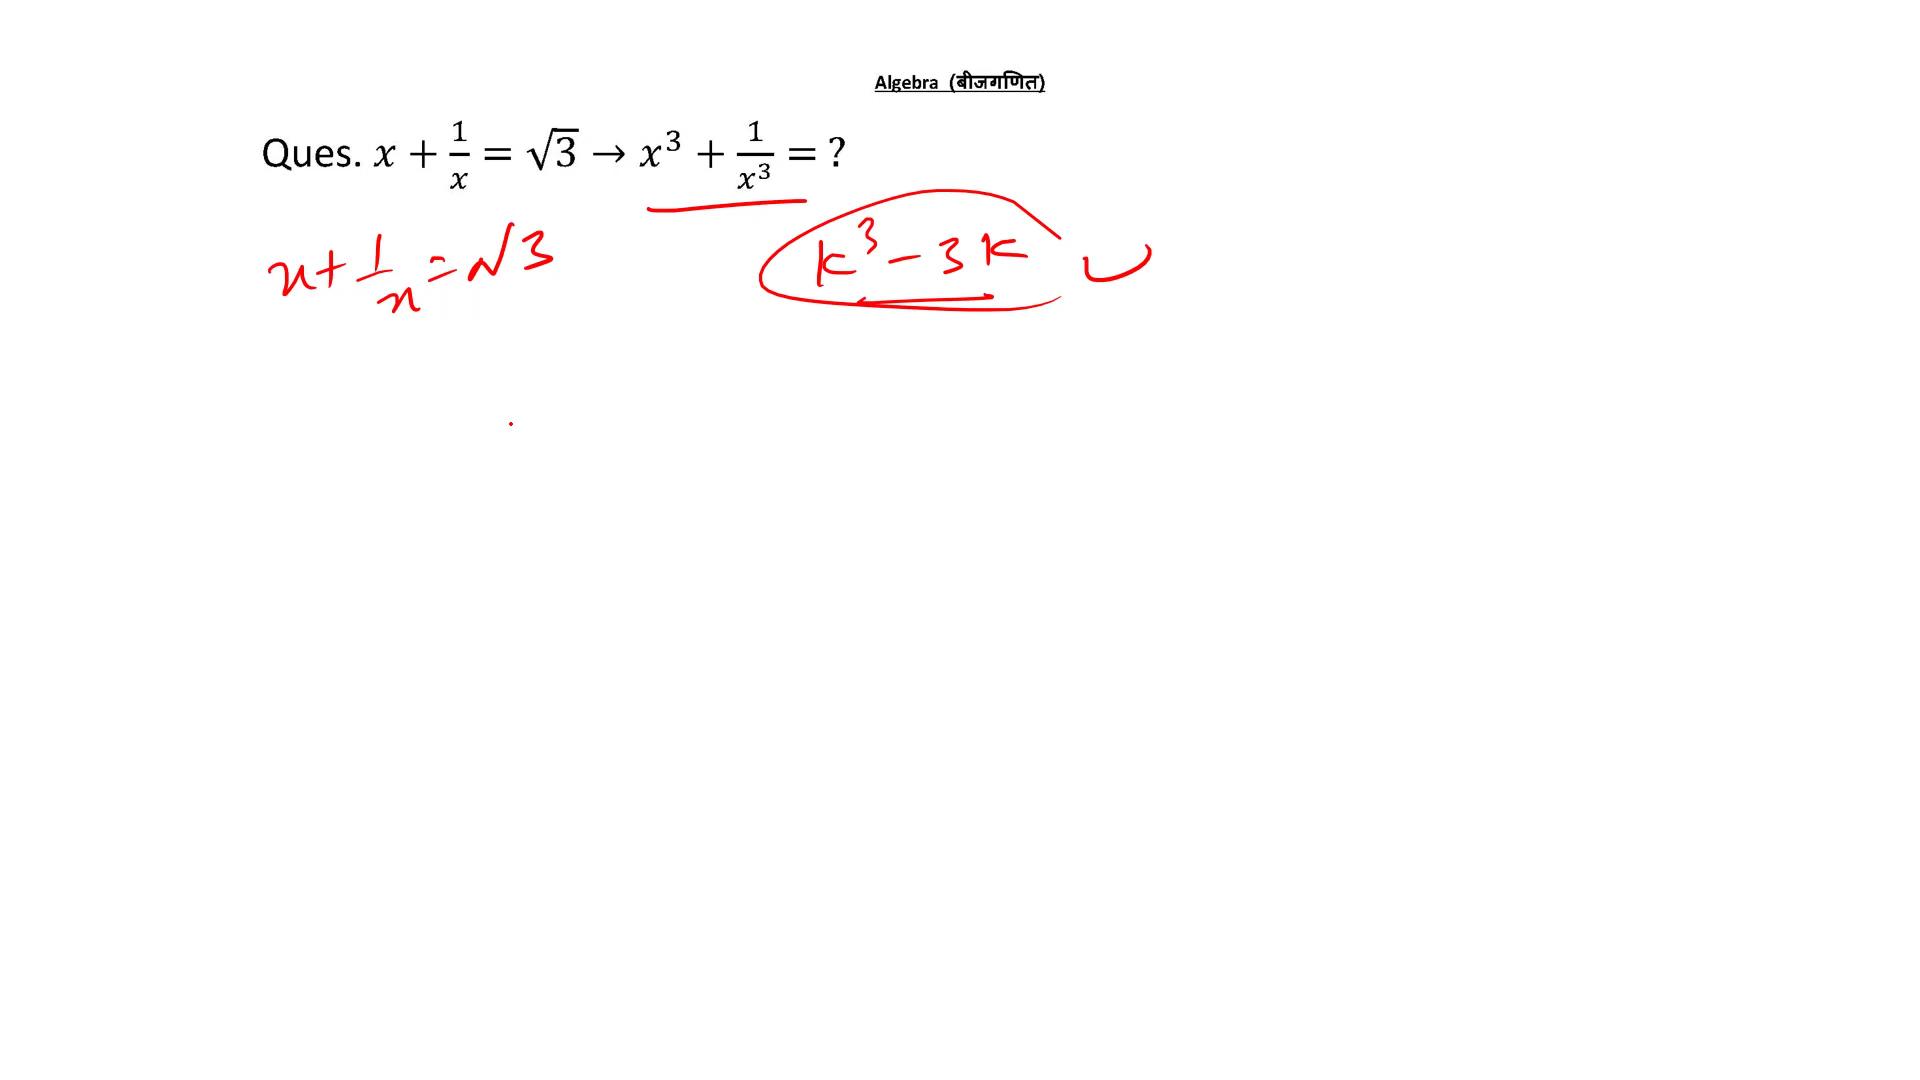 Algebra (बीजगणित)
Ques. x + 1/x = √3 → x³ + 1/x³ = ?
x + 1/x = √3
k³ - 3k